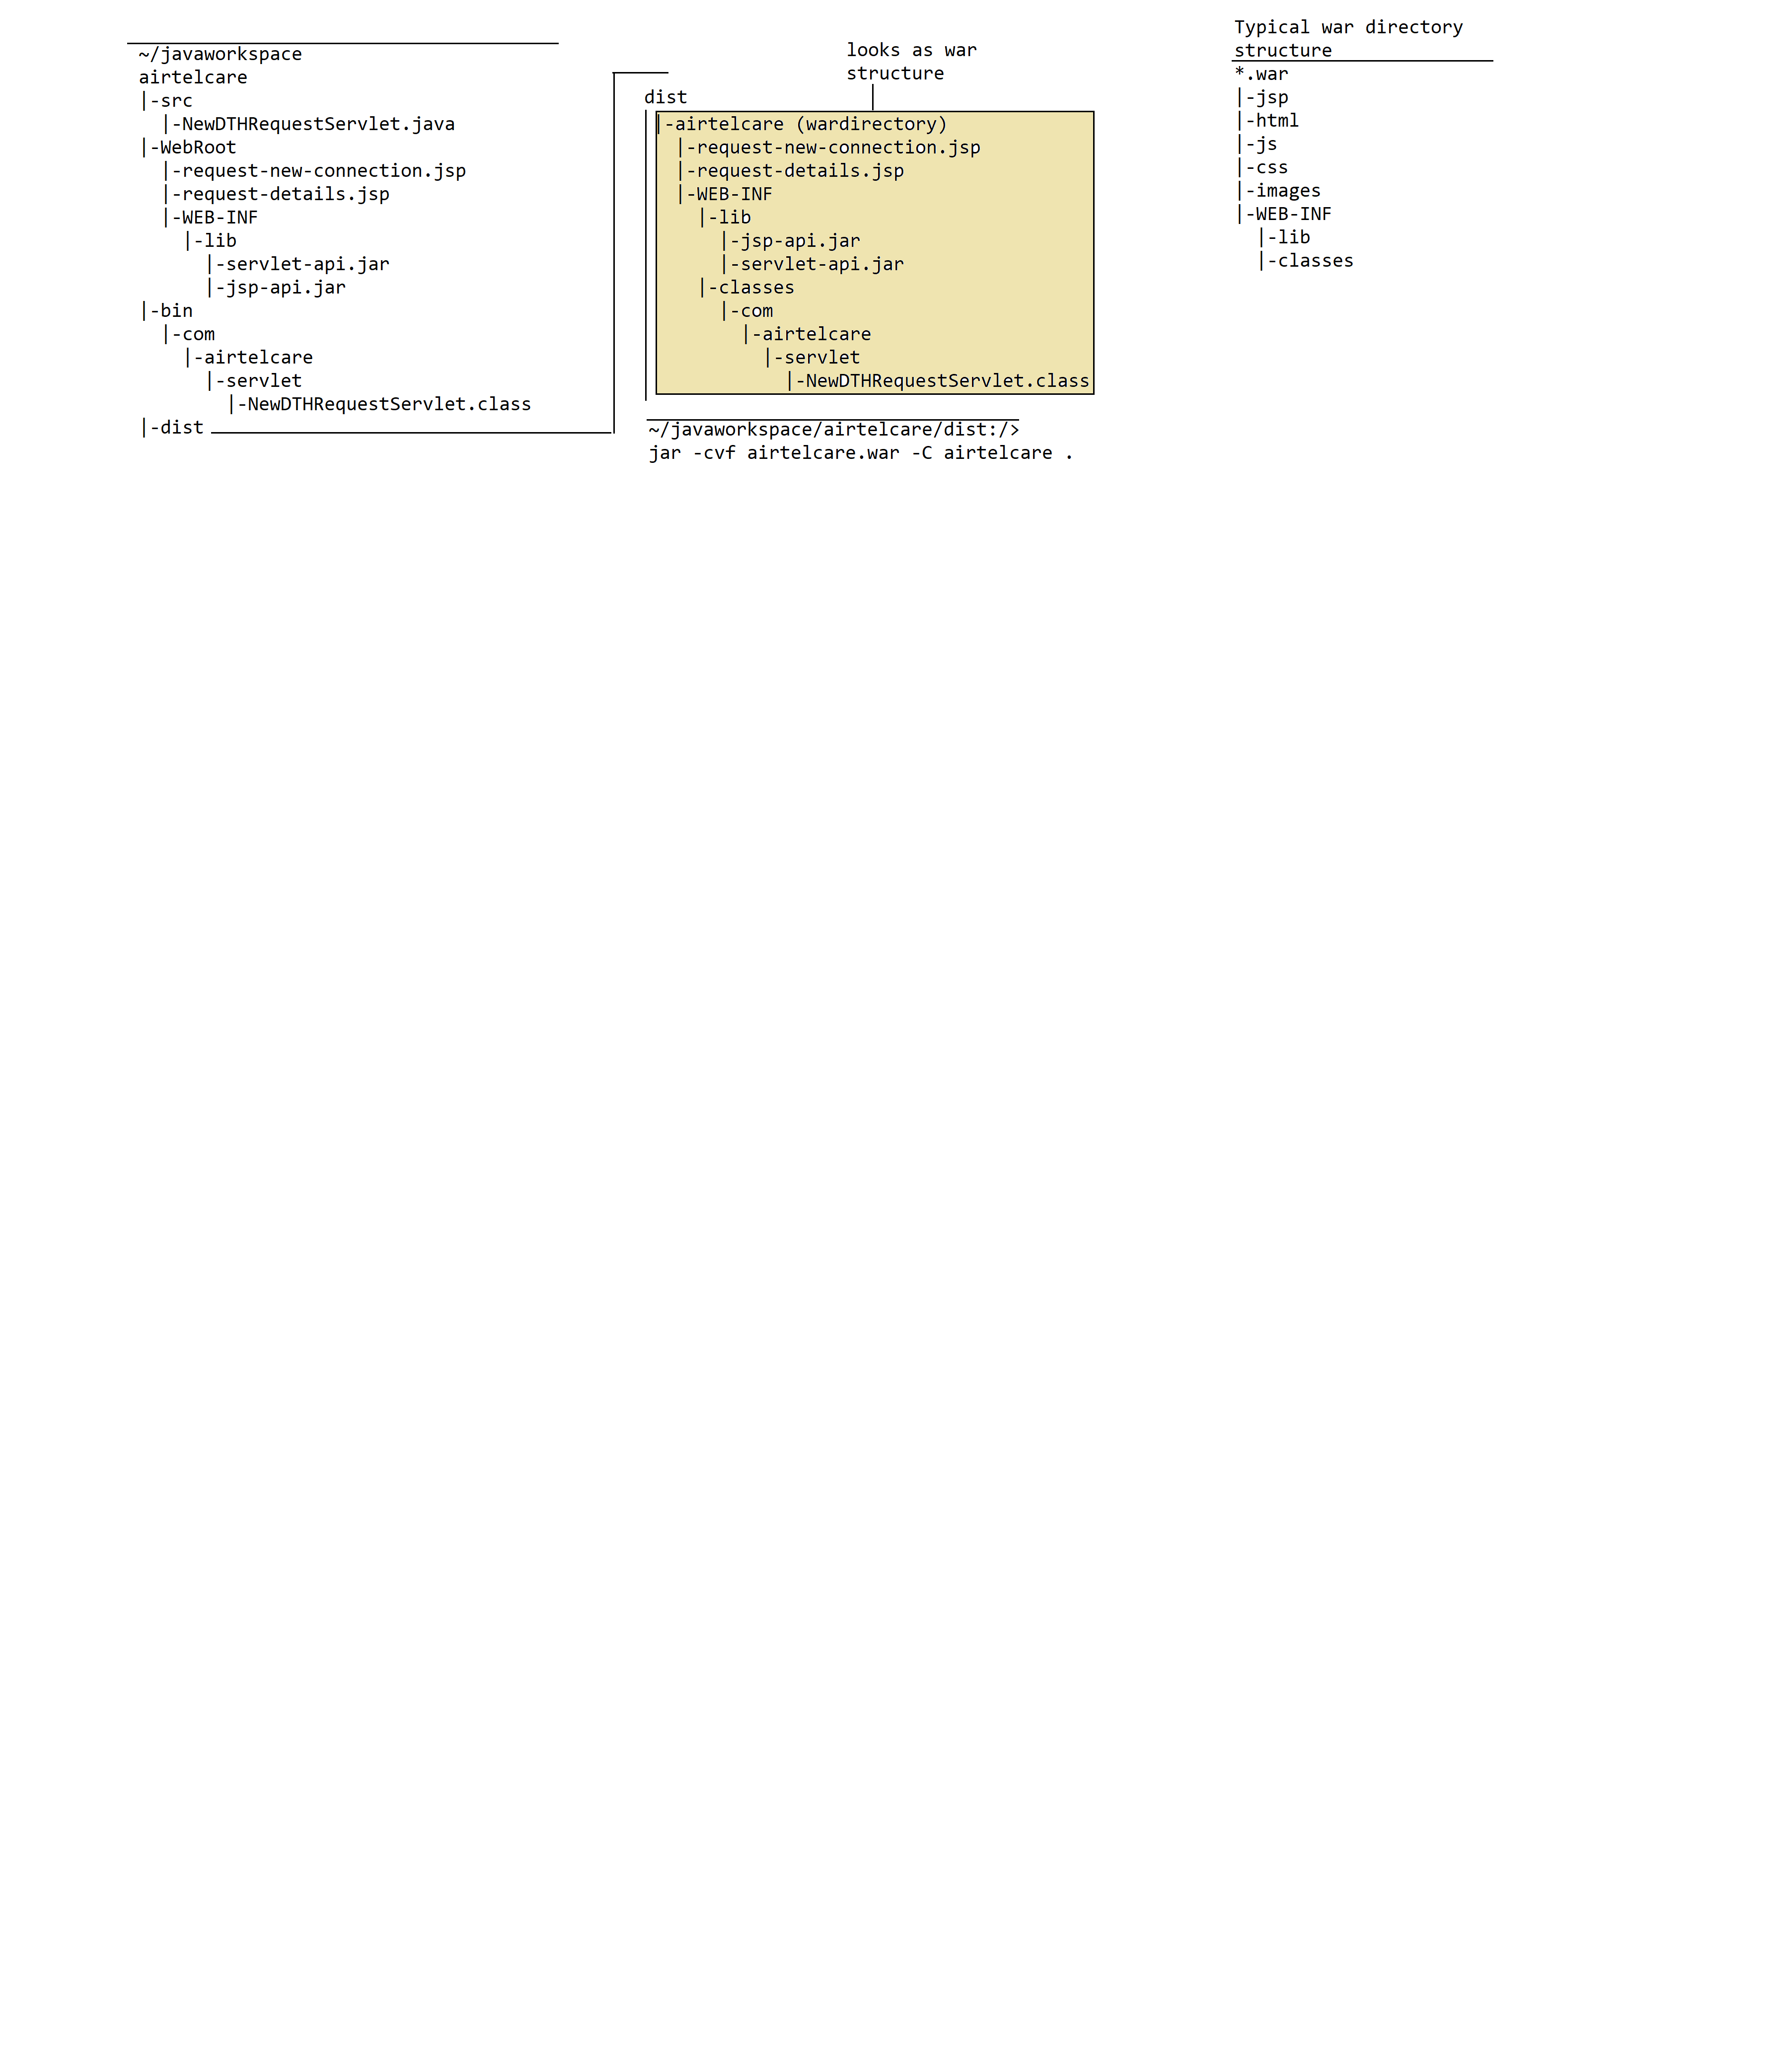 ~/javaworkspace
airtelcare
|-src
  |-NewDTHRequestServlet.java
|-WebRoot
  |-request-new-connection.jsp
  |-request-details.jsp
  |-WEB-INF
    |-lib
      |-servlet-api.jar
      |-jsp-api.jar
|-bin
  |-com
    |-airtelcare
      |-servlet
        |-NewDTHRequestServlet.class
|-dist
looks as war
structure
dist
|-airtelcare (wardirectory)
  |-request-new-connection.jsp
  |-request-details.jsp
  |-WEB-INF
    |-lib
      |-jsp-api.jar
      |-servlet-api.jar
    |-classes
      |-com
        |-airtelcare
          |-servlet
            |-NewDTHRequestServlet.class
~/javaworkspace/airtelcare/dist:/>
jar -cvf airtelcare.war -C airtelcare .
Typical war directory
structure
*.war
|-jsp
|-html
|-js
|-css
|-images
|-WEB-INF
  |-lib
  |-classes